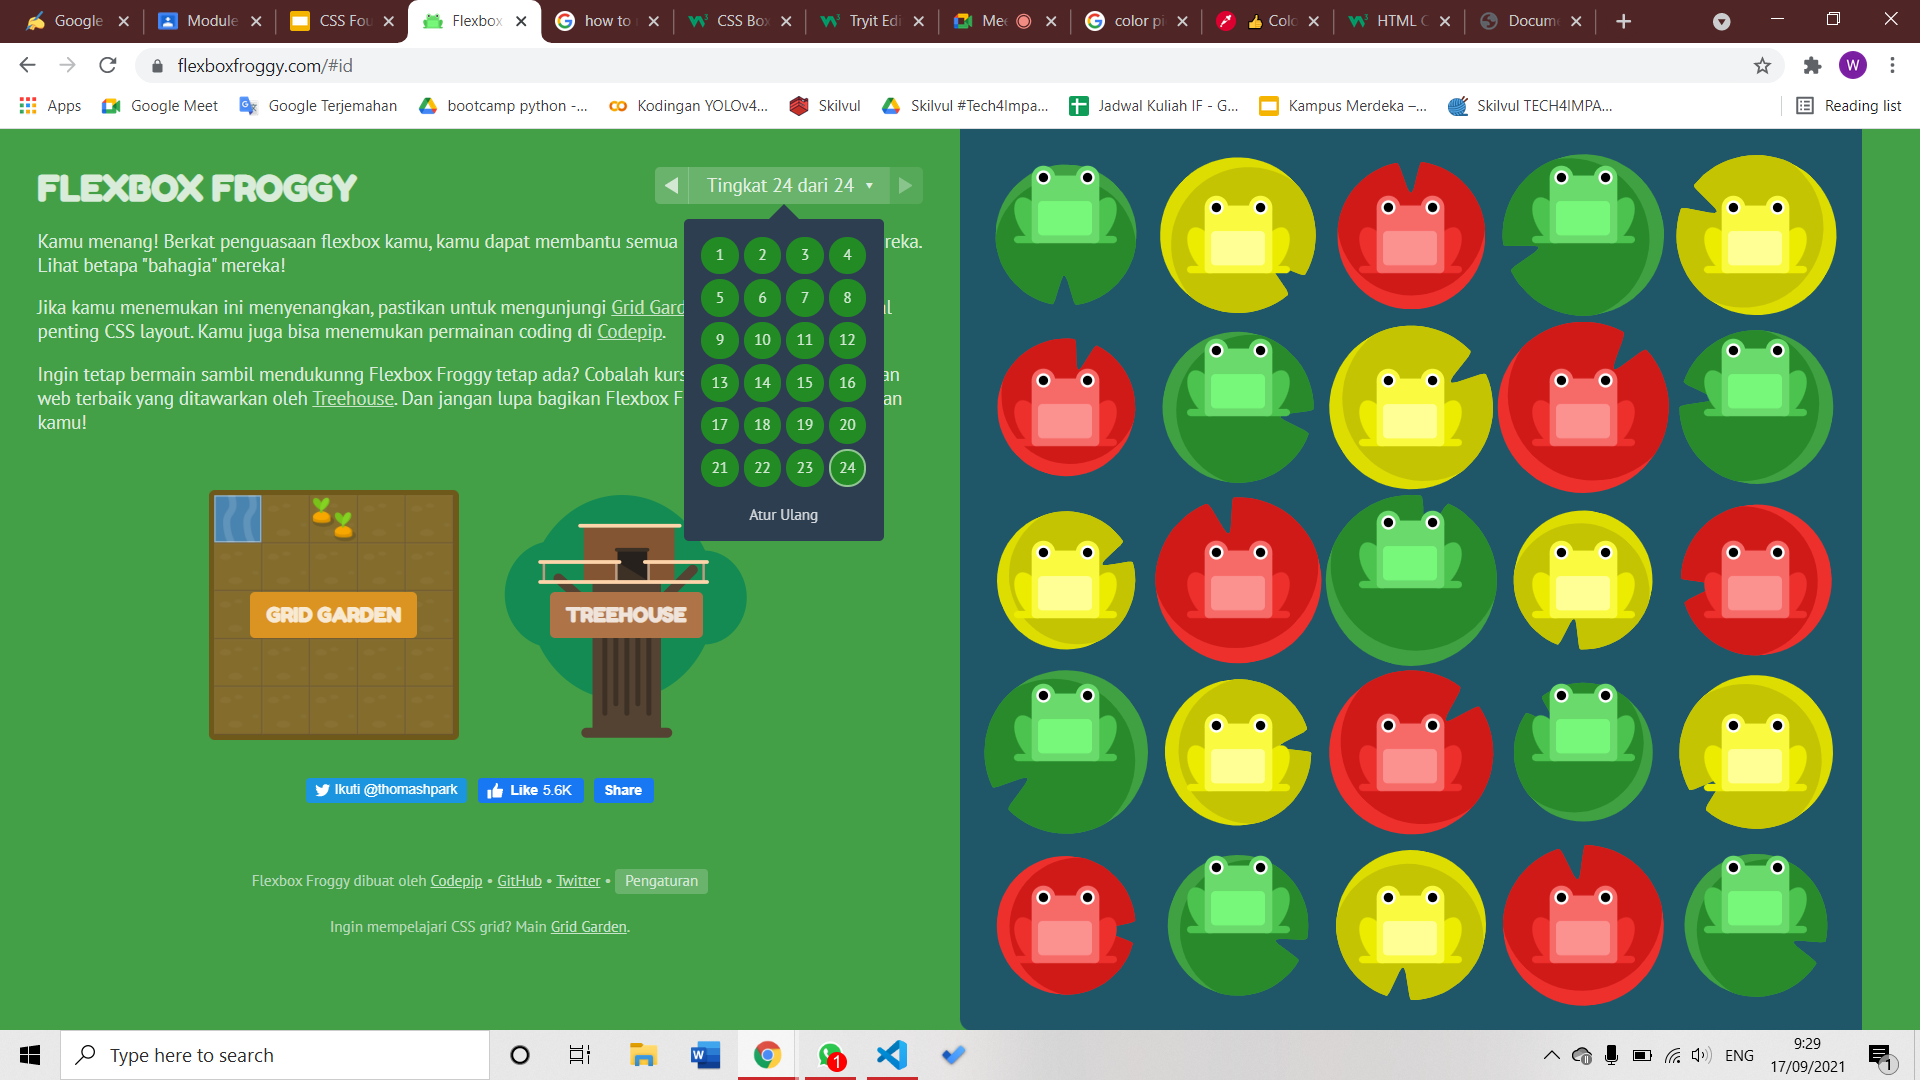 Google
Module
CSS Fou
Flexbox
how to
CSS Box
Tryit Edi
Mee
color pi
Colo
HTML C
Docum
flexboxfroggy.com/#id
W
Apps
Google Meet
Google Terjemahan
bootcamp python -...
Kodingan YOLOv4...
Skilvul
Skilvul #Tech4Impa...
Jadwal Kuliah IF - G...
Kampus Merdeka –...
Skilvul TECH4IMPA...
Reading list
FLEXBOX FROGGY
Tingkat 24 dari 24
Kamu menang! Berkat penguasaan flexbox kamu, kamu dapat membantu semua reka.
Lihat betapa "bahagia" mereka!
Jika kamu menemukan ini menyenangkan, pastikan untuk mengunjungi Grid Gard al
penting CSS layout. Kamu juga bisa menemukan permainan coding di Codepip.
Ingin tetap bermain sambil mendukunng Flexbox Froggy tetap ada? Cobalah kurs an
web terbaik yang ditawarkan oleh Treehouse. Dan jangan lupa bagikan Flexbox F an
kamu!
1 2 3 4
5 6 7 8
9 10 11 12
13 14 15 16
17 18 19 20
21 22 23 24
Atur Ulang
GRID GARDEN
TREEHOUSE
Ikuti @thomashpark
Like 5.6K
Share
Flexbox Froggy dibuat oleh Codepip • GitHub • Twitter • Pengaturan
Ingin mempelajari CSS grid? Main Grid Garden.
Type here to search
1
ENG
9:29
17/09/2021
1